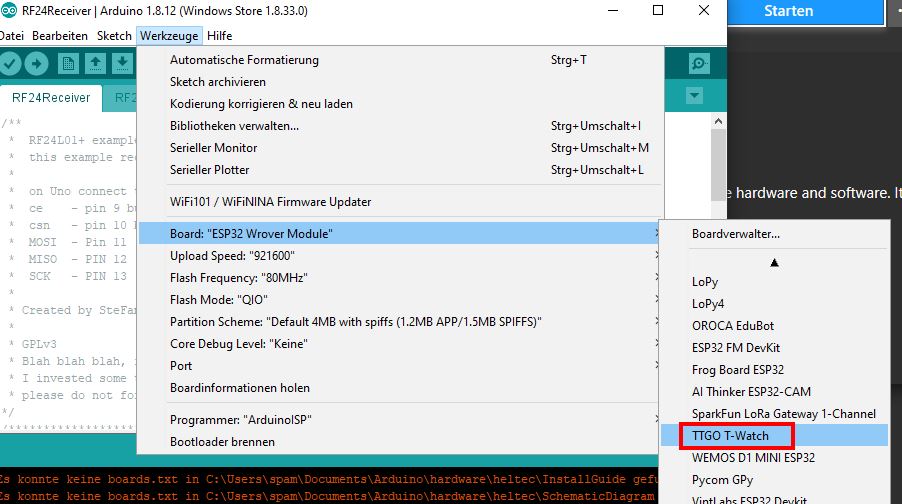 RF24Receiver | Arduino 1.8.12 (Windows Store 1.8.33.0)
Starten
Datei Bearbeiten Sketch Werkzeuge Hilfe
RF24Receiver
RF2
/**
* RF24L01+ example
* this example rec
*
* on Uno connect
* ce - pin 9
* csn - pin 10
* MOSI - Pin 11
* MISO - PIN 12
* SCK - PIN 13
*
* Created by SteFan
*
* GPLv3
* Blah blah blah,
* I invested some
* please do not fo
*/
/************************
Automatische Formatierung Strg+T
Sketch archivieren
Kodierung korrigieren & neu laden
Bibliotheken verwalten... Strg+Umschalt+I
Serieller Monitor Strg+Umschalt+M
Serieller Plotter Strg+Umschalt+L
WiFi101 / WiFiNINA Firmware Updater
Board: "ESP32 Wrover Module"
Upload Speed: "921600"
Flash Frequency: "80MHz"
Flash Mode: "QIO"
Partition Scheme: "Default 4MB with spiffs (1.2MB APP/1.5MB SPIFFS)"
Core Debug Level: "Keine"
Port
Boardinformationen holen
Programmer: "ArduinoISP"
Bootloader brennen
hardware and software. It
Boardverwalter...
LoPy
LoPy4
OROCA EduBot
ESP32 FM DevKit
Frog Board ESP32
AI Thinker ESP32-CAM
SparkFun LoRa Gateway 1-Channel
TTGO T-Watch
WEMOS D1 MINI ESP32
Pycom GPy
VintLabs ESP32 Devkit
Es konnte keine boards.txt in C:\Users\spam\Documents\Arduino\hardware\heltec\InstallGuide gefu
Es konnte keine boards.txt in C:\Users\spam\Documents\Arduino\hardware\heltec\SchematicDiagram